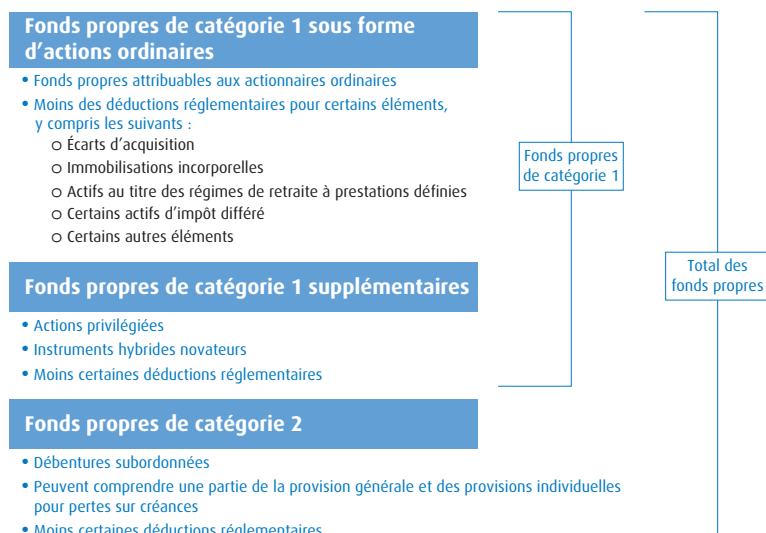 Fonds propres de catégorie 1 sous forme
d’actions ordinaires
• Fonds propres attribuables aux actionnaires ordinaires
• Moins des déductions réglementaires pour certains éléments,
y compris les suivants :
o Écarts d’acquisition
o Immobilisations incorporelles
o Actifs au titre des régimes de retraite à prestations définies
o Certains actifs d’impôt différé
o Certains autres éléments
Fonds propres
de catégorie 1
Fonds propres de catégorie 1 supplémentaires
• Actions privilégiées
• Instruments hybrides novateurs
• Moins certaines déductions réglementaires
Total des
fonds propres
Fonds propres de catégorie 2
• Débentures subordonnées
• Peuvent comprendre une partie de la provision générale et des provisions individuelles
pour pertes sur créances
• Moins certaines déductions réglementaires